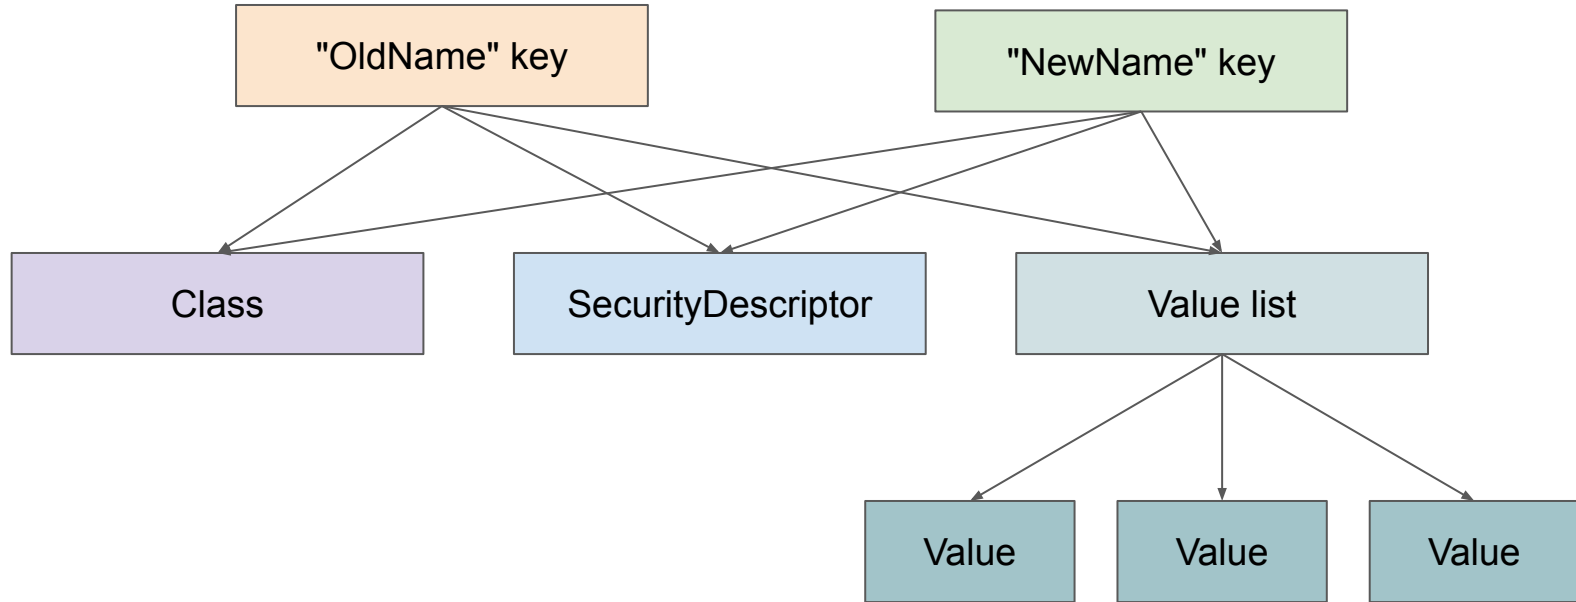 "OldName" key
"NewName" key
Class
SecurityDescriptor
Value list
Value
Value
Value